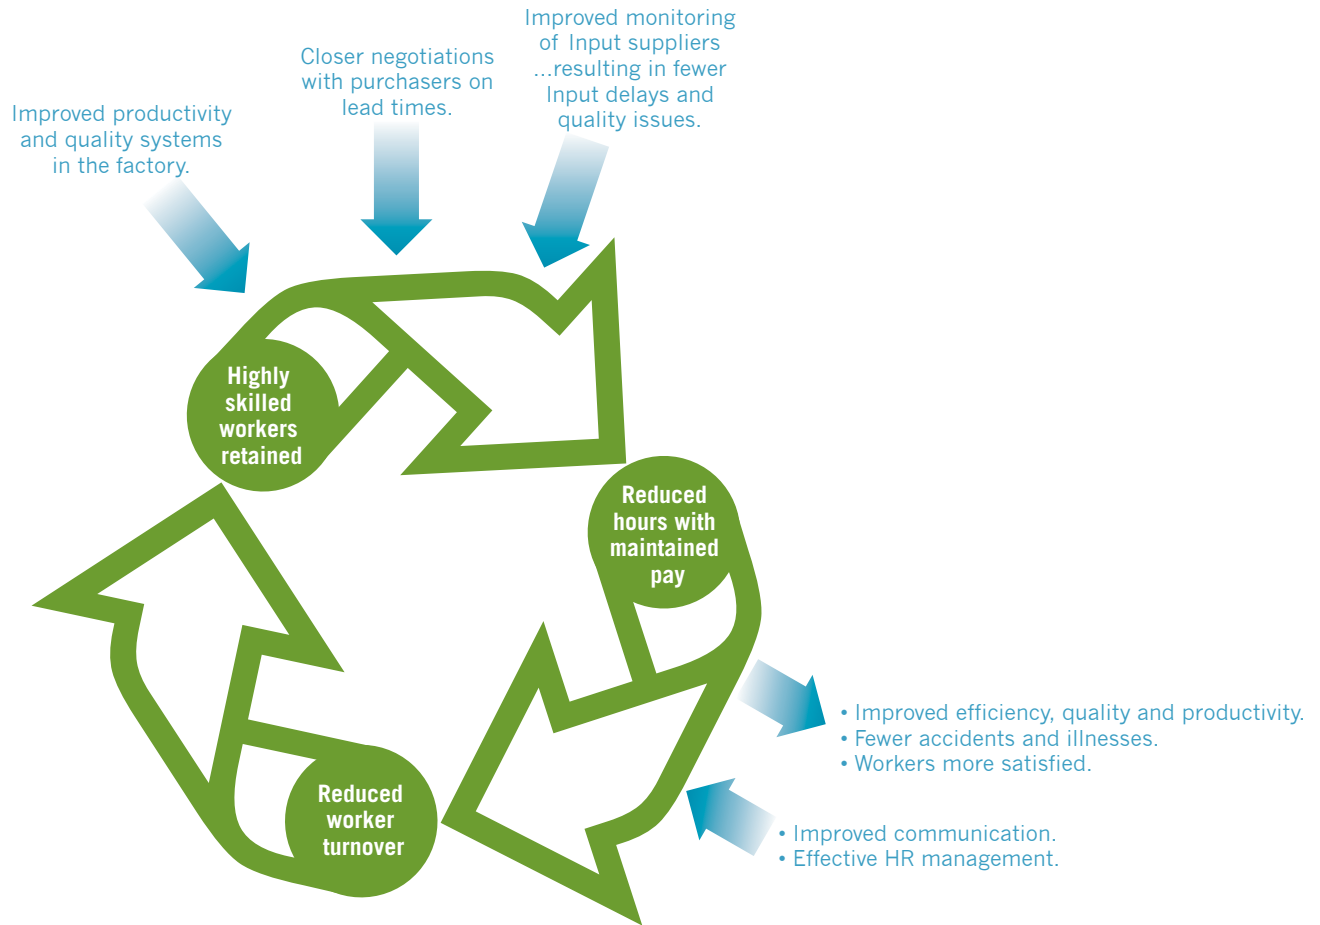 Improved monitoring
of Input suppliers
...resulting in fewer
Input delays and
quality issues.
Closer negotiations
with purchasers on
lead times.
Improved productivity
and quality systems
in the factory.
Highly
skilled
workers
retained
Reduced
hours with
maintained
pay
• Improved efficiency, quality and productivity.
• Fewer accidents and illnesses.
• Workers more satisfied.
• Improved communication.
• Effective HR management.
Reduced
worker
turnover